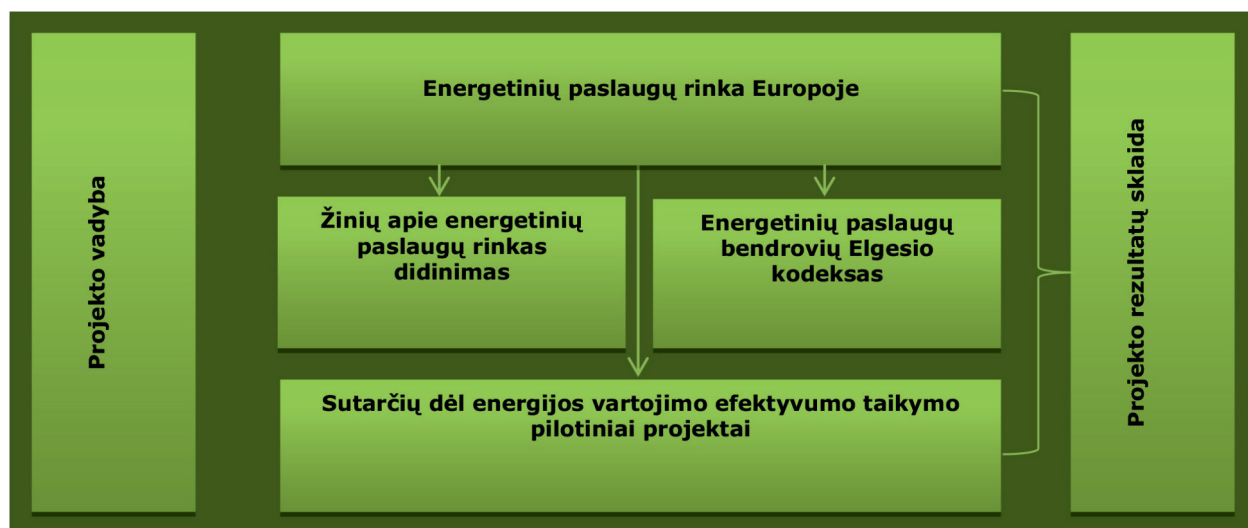 Projekto vadyba
Energetinių paslaugų rinka Europoje
Žinių apie energetinių
paslaugų rinkas
didinimas
Energetinių paslaugų
bendrovių Elgesio
kodeksas
Sutarčių dėl energijos vartojimo efektyvumo taikymo
pilotiniai projektai
Projekto rezultatų sklaida